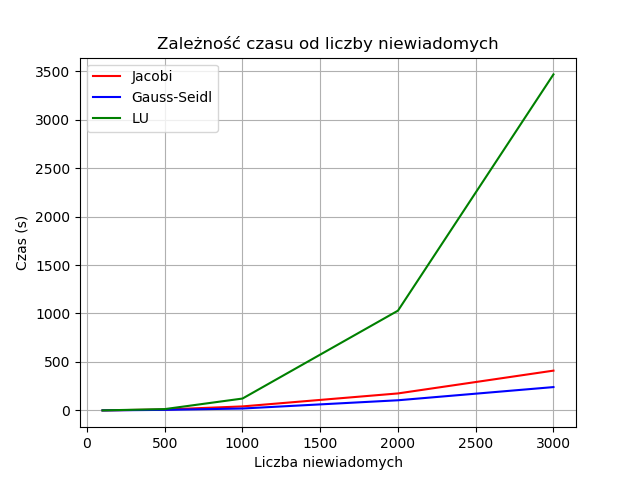 Zależność czasu od liczby niewiadomych
Jacobi
Gauss-Seidl
LU
Czas (s)
3500
3000
2500
2000
1500
1000
500
0
0 500 1000 1500 2000 2500 3000
Liczba niewiadomych